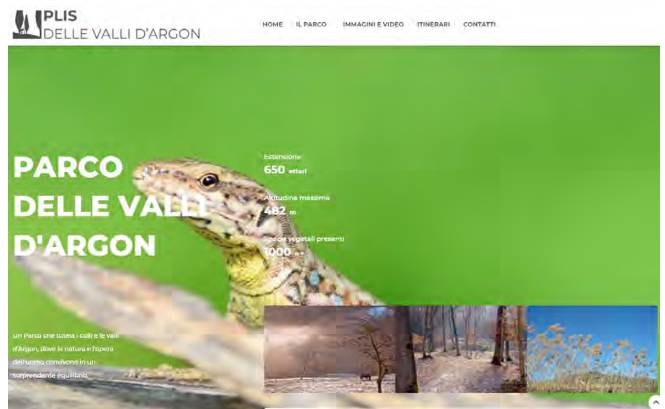 PLIS
DELLE VALLI D'ARGON
HOME IL PARCO IMMAGINI E VIDEO ITINERARI CONTATTI
PARCO
DELLE VALLI
D'ARGON
Estensione
650 ettari
Altitudine massima
482 m
Specie vegetali presenti
1000
Un Parco che tutela i colli e le valli
d'Argon, dove la natura e l'opera
dell'uomo convivono in un
sorprendente equilibrio.